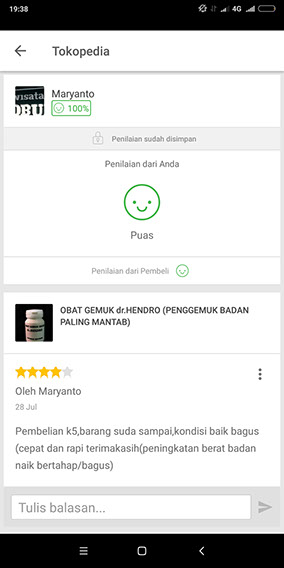 19:38
4G
Tokopedia
wisata
OBU
Maryanto
100%
Penilaian sudah disimpan
Penilaian dari Anda
Puas
Penilaian dari Pembeli
OBAT GEMUK dr.HENDRO (PENGGEMUK BADAN
PALING MANTAB)
Oleh Maryanto
28 Jul
Pembelian k5,barang suda sampai,kondisi baik bagus
(cepat dan rapi terimakasih(peningkatan berat badan
naik bertahap/bagus)
Tulis balasan...